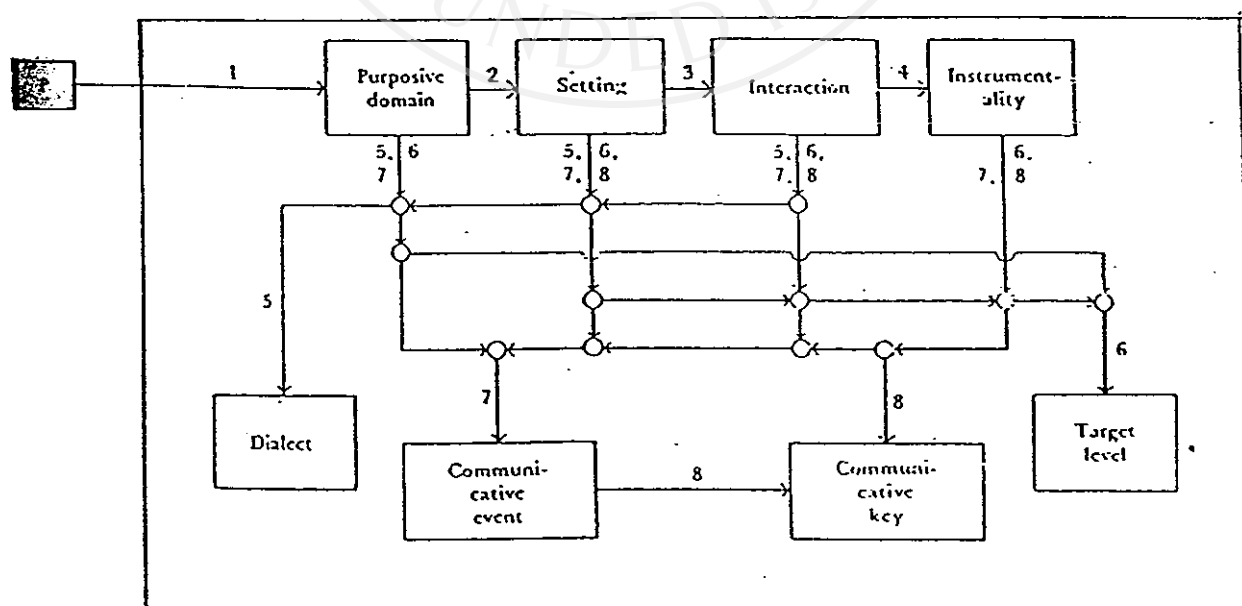 UNDED
1
Purposive
domain
2
Setting
3
Interaction
4
Instrument-
ality
5. 6
7
5. 6.
7. 8
5. 6.
7. 8
6.
7. 8
5
6
7
8
Dialect
Communi-
cative
event
8
Communi-
cative
key
Target
level